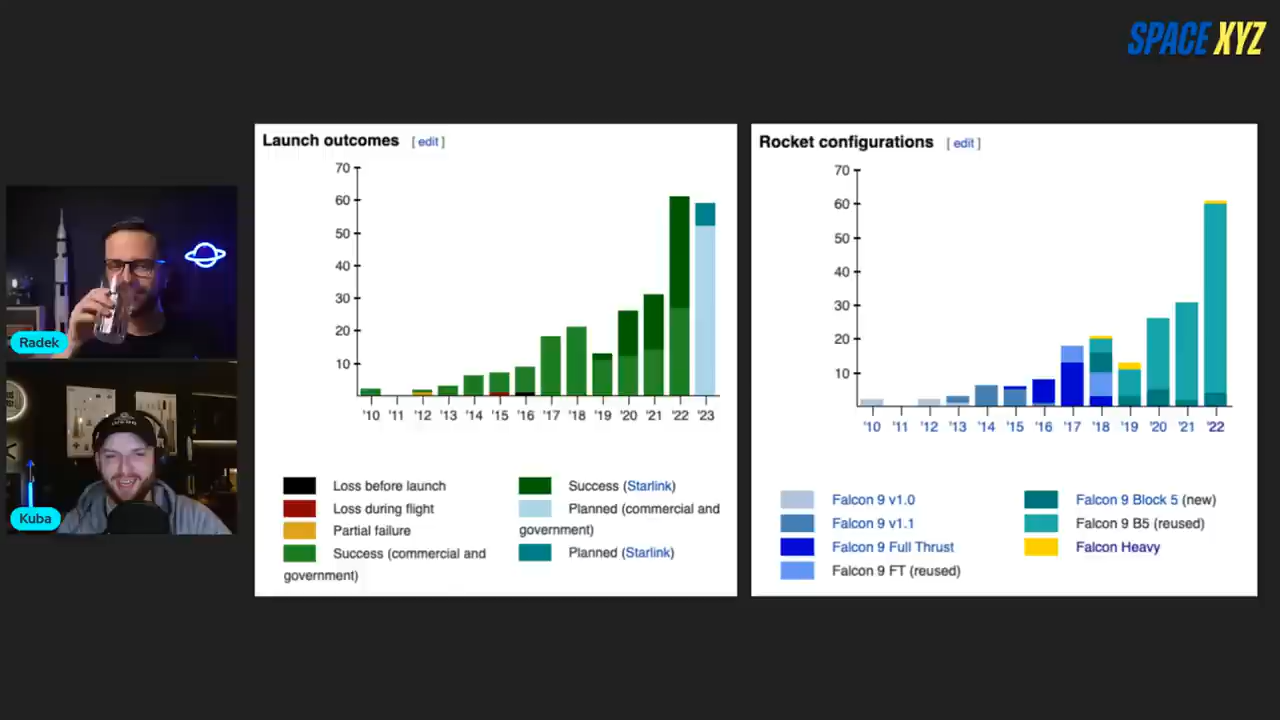 SPACE XYZ
Radek
Kuba
Launch outcomes [ edit ]
70
60
50
40
30
20
10
'10 '11 '12 '13 '14 '15 '16 '17 '18 '19 '20 '21 '22 '23
Loss before launch
Loss during flight
Partial failure
Success (commercial and
government)
Success (Starlink)
Planned (commercial and
government)
Planned (Starlink)
Rocket configurations [ edit ]
70
60
50
40
30
20
10
'10 '11 '12 '13 '14 '15 '16 '17 '18 '19 '20 '21 '22
Falcon 9 v1.0
Falcon 9 v1.1
Falcon 9 Full Thrust
Falcon 9 FT (reused)
Falcon 9 Block 5 (new)
Falcon 9 B5 (reused)
Falcon Heavy